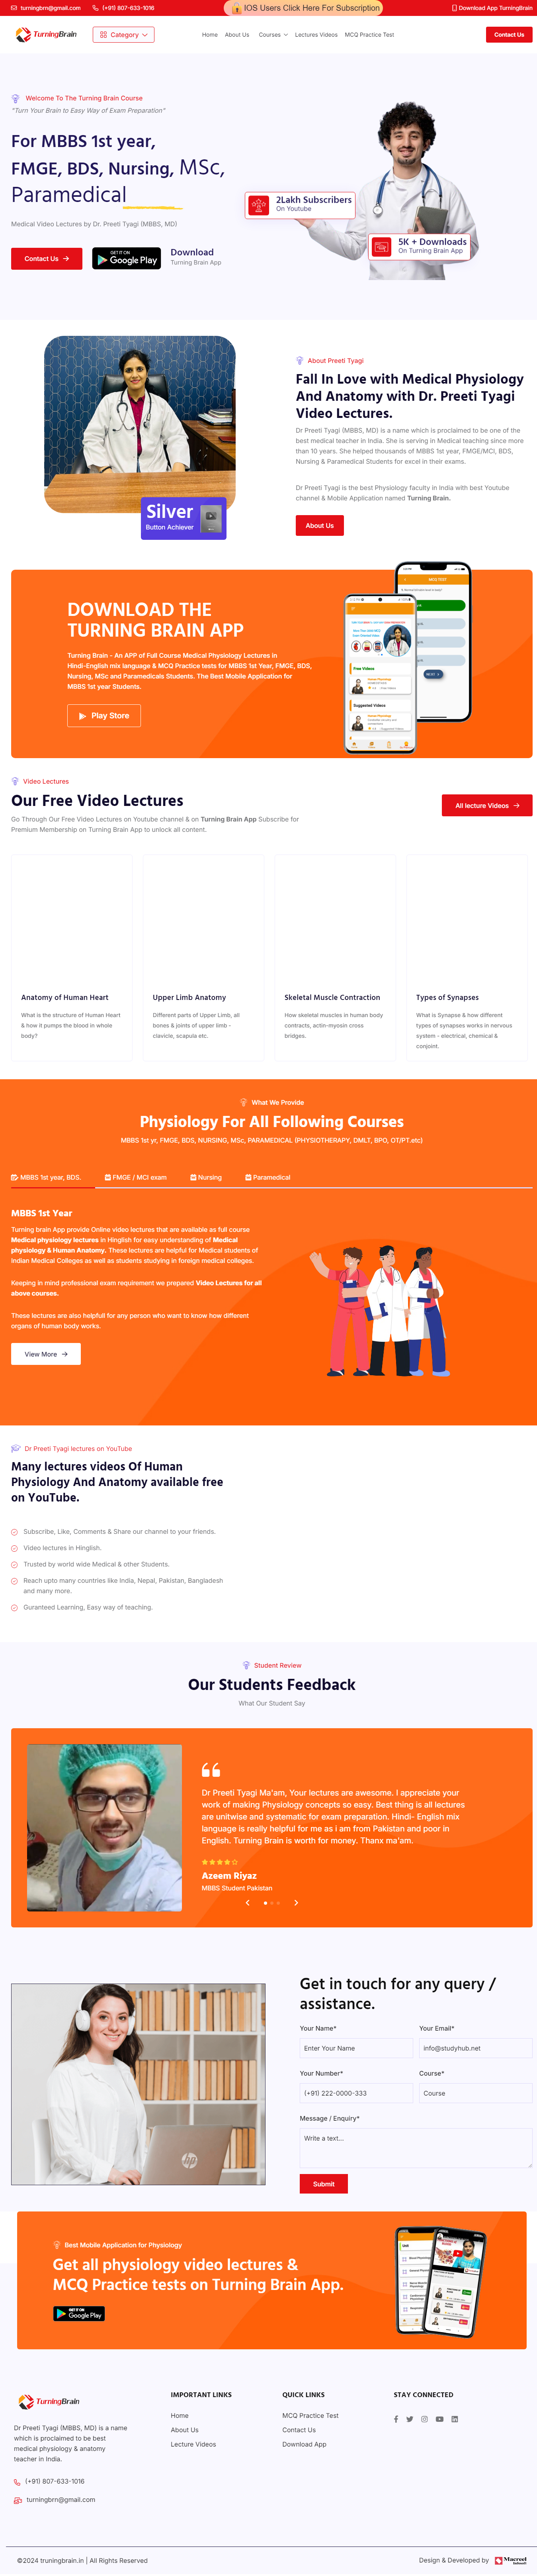 turningbrn@gmail.com
(+91) 807-633-1016
IOS Users Click Here For Subscription
Download App TurningBrain
TurningBrain
Category
Home
About Us
Courses
Lectures Videos
MCQ Practice Test
Contact Us
Welcome To The Turning Brain Course
"Turn Your Brain to Easy Way of Exam Preparation"
For MBBS 1st year,
FMGE, BDS, Nursing, MSc,
Paramedical
Medical Video Lectures by Dr. Preeti Tyagi (MBBS, MD)
Contact Us
GET IT ON
Google Play
Download
Turning Brain App
2Lakh Subscribers
On Youtube
5K + Downloads
On Turning Brain App
Silver
Button Achiever
About Preeti Tyagi
Fall In Love with Medical Physiology
And Anatomy with Dr. Preeti Tyagi
Video Lectures.
Dr Preeti Tyagi (MBBS, MD) is a name which is proclaimed to be one of the
best medical teacher in India. She is serving in Medical teaching since more
than 10 years. She helped thousands of MBBS 1st year, FMGE/MCI, BDS,
Nursing & Paramedical Students for excel in their exams.
Dr Preeti Tyagi is the best Physiology faculty in India with best Youtube
channel & Mobile Application named Turning Brain.
About Us
DOWNLOAD THE
TURNING BRAIN APP
Turning Brain - An APP of Full Course Medical Physiology Lectures in
Hindi-English mix language & MCQ Practice tests for MBBS 1st Year, FMGE, BDS,
Nursing, MSc and Paramedicals Students. The Best Mobile Application for
MBBS 1st year Students.
Play Store
MCQ TEST
NEXT
Free Videos
Suggested Videos
Video Lectures
Our Free Video Lectures
Go Through Our Free Video Lectures on Youtube channel & on Turning Brain App Subscribe for
Premium Membership on Turning Brain App to unlock all content.
All lecture Videos
Anatomy of Human Heart
What is the structure of Human Heart
& how it pumps the blood in whole
body?
Upper Limb Anatomy
Different parts of Upper Limb, all
bones & joints of upper limb -
clavicle, scapula etc.
Skeletal Muscle Contraction
How skeletal muscles in human body
contracts, actin-myosin cross
bridges.
Types of Synapses
What is Synapse & how different
types of synapses works in nervous
system - electrical, chemical &
conjoint.
What We Provide
Physiology For All Following Courses
MBBS 1st yr, FMGE, BDS, NURSING, MSc, PARAMEDICAL (PHYSIOTHERAPY, DMLT, BPO, OT/PT.etc)
MBBS 1st year, BDS.
FMGE / MCI exam
Nursing
Paramedical
MBBS 1st Year
Turning brain App provide Online video lectures that are available as full course
Medical physiology lectures in Hinglish for easy understanding of Medical
physiology & Human Anatomy. These lectures are helpful for Medical students of
Indian Medical Colleges as well as students studying in foreign medical colleges.
Keeping in mind professional exam requirement we prepared Video Lectures for all
above courses.
These lectures are also helpfull for any person who want to know how different
organs of human body works.
View More
Dr Preeti Tyagi lectures on YouTube
Many lectures videos Of Human
Physiology And Anatomy available free
on YouTube.
Subscribe, Like, Comments & Share our channel to your friends.
Video lectures in Hinglish.
Trusted by world wide Medical & other Students.
Reach upto many countries like India, Nepal, Pakistan, Bangladesh
and many more.
Guranteed Learning, Easy way of teaching.
Student Review
Our Students Feedback
What Our Student Say
Dr Preeti Tyagi Ma'am, Your lectures are awesome. I appreciate your
work of making Physiology concepts so easy. Best thing is all lectures
are unitwise and systematic for exam preparation. Hindi- English mix
language is really helpful for me as i am from Pakistan and poor in
English. Turning Brain is worth for money. Thanx ma'am.
Azeem Riyaz
MBBS Student Pakistan
hp
Get in touch for any query /
assistance.
Your Name*
Your Email*
Enter Your Name
info@studyhub.net
Your Number*
Course*
(+91) 222-0000-333
Course
Message / Enquiry*
Write a text...
Submit
Best Mobile Application for Physiology
Get all physiology video lectures &
MCQ Practice tests on Turning Brain App.
GET IT ON
Google Play
TurningBrain
Dr Preeti Tyagi (MBBS, MD) is a name
which is proclaimed to be best
medical physiology & anatomy
teacher in India.
(+91) 807-633-1016
turningbrn@gmail.com
IMPORTANT LINKS
Home
About Us
Lecture Videos
QUICK LINKS
MCQ Practice Test
Contact Us
Download App
STAY CONNECTED
©2024 truningbrain.in | All Rights Reserved
Design & Developed by
Macreel